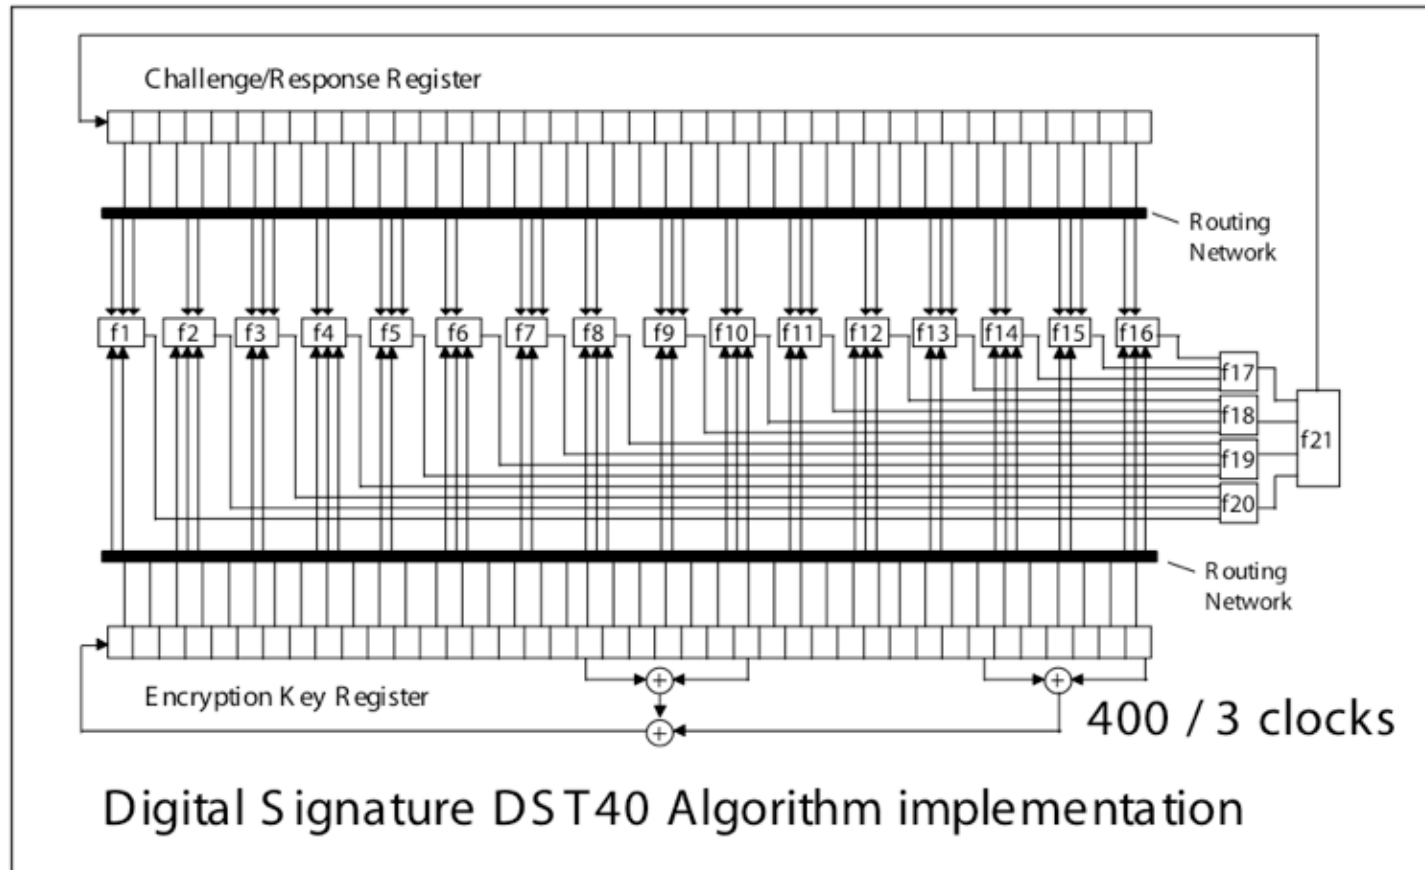 Challenge/Response Register
Routing
Network
f1 f2 f3 f4 f5 f6 f7 f8 f9 f10 f11 f12 f13 f14 f15 f16
f17
f18
f21
f19
f20
Routing
Network
Encryption Key Register
400 / 3 clocks
Digital Signature DST40 Algorithm implementation